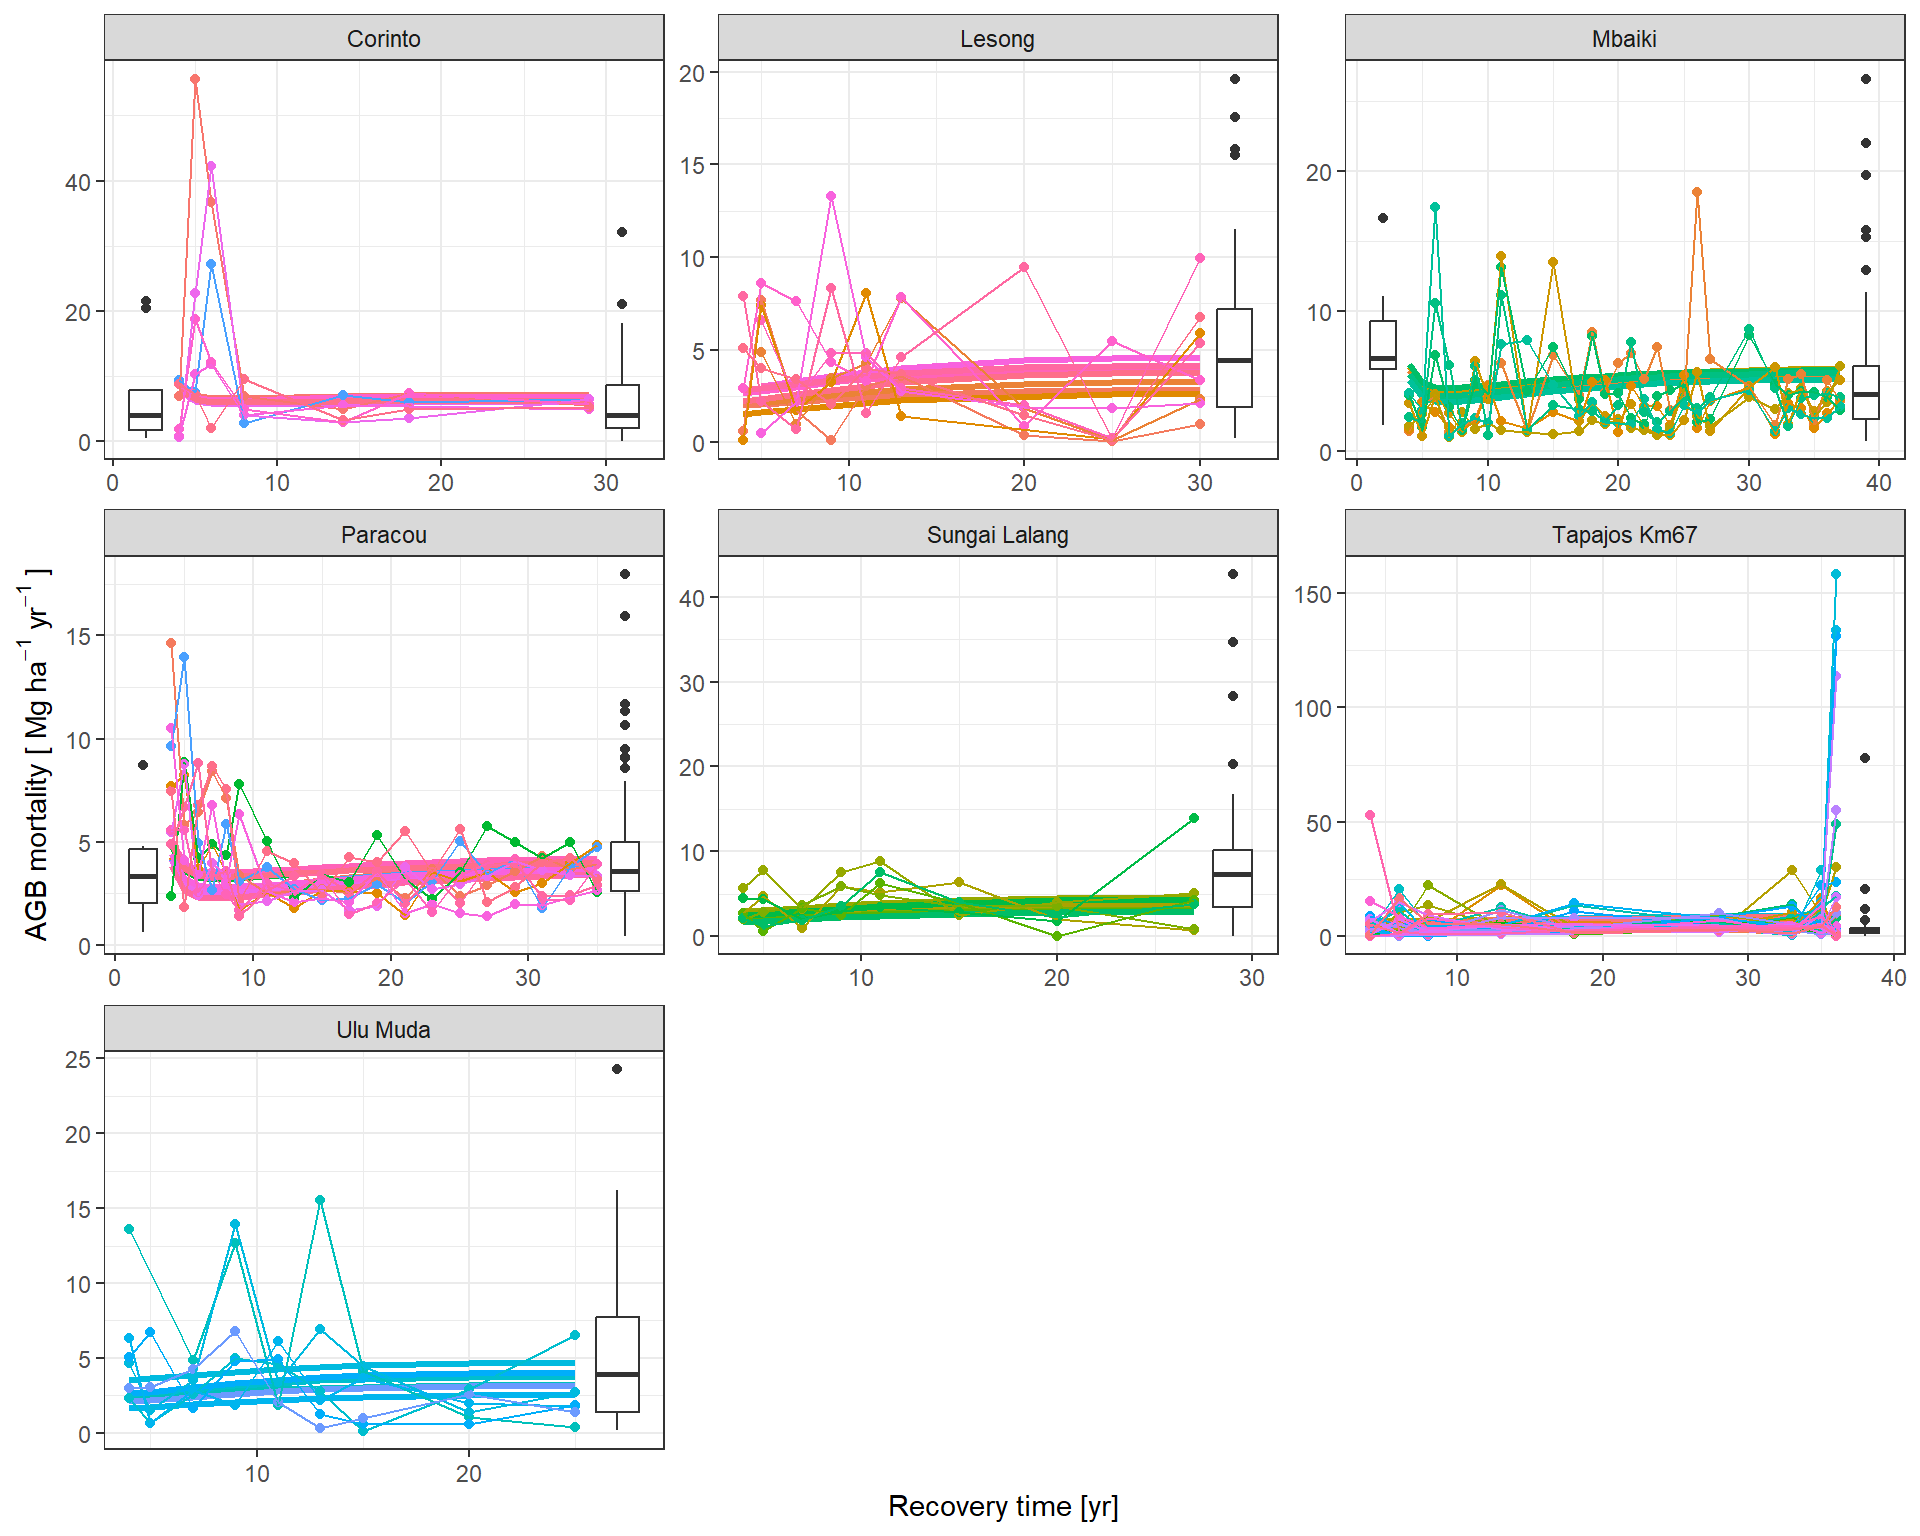 Corinto Lesong Mbaiki
40 20 0
20 15 10 5 0
20 10 0
0 10 20 30
10 20 30
0 10 20 30 40
Paracou Sungai Lalang Tapajos Km67
AGB mortality [ Mg ha⁻¹ yr⁻¹ ]
15 10 5 0
40 30 20 10 0
150 100 50 0
0 10 20 30
10 20 30
10 20 30 40
Ulu Muda
25 20 15 10 5 0
10 20
Recovery time [yr]